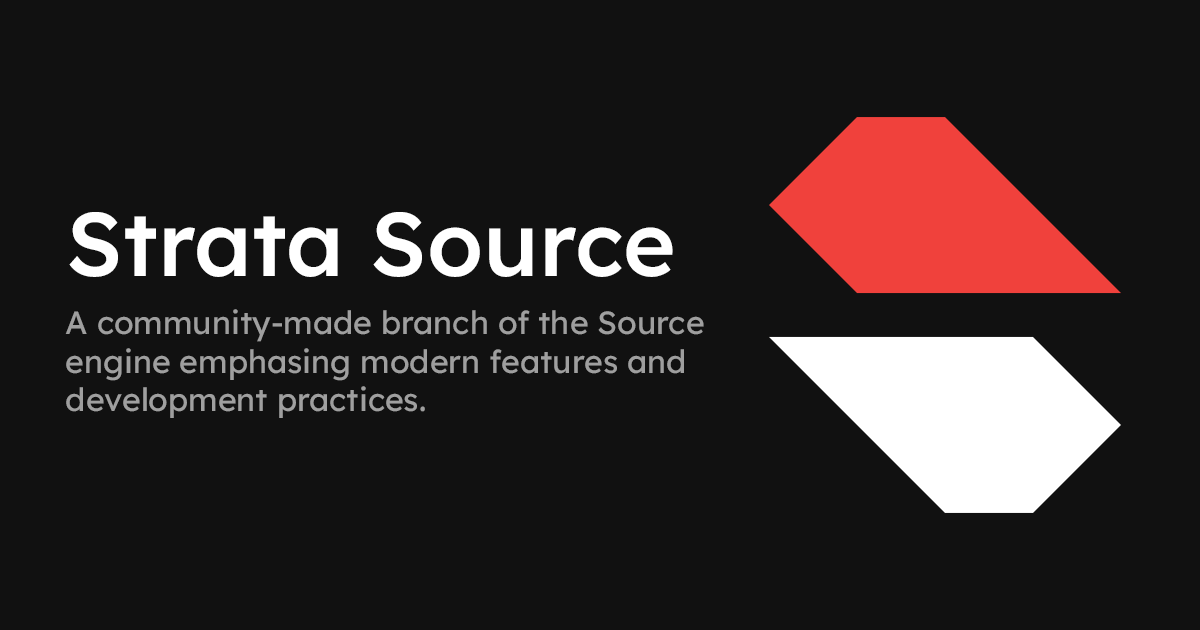 Strata Source
A community-made branch of the Source
engine emphasing modern features and
development practices.